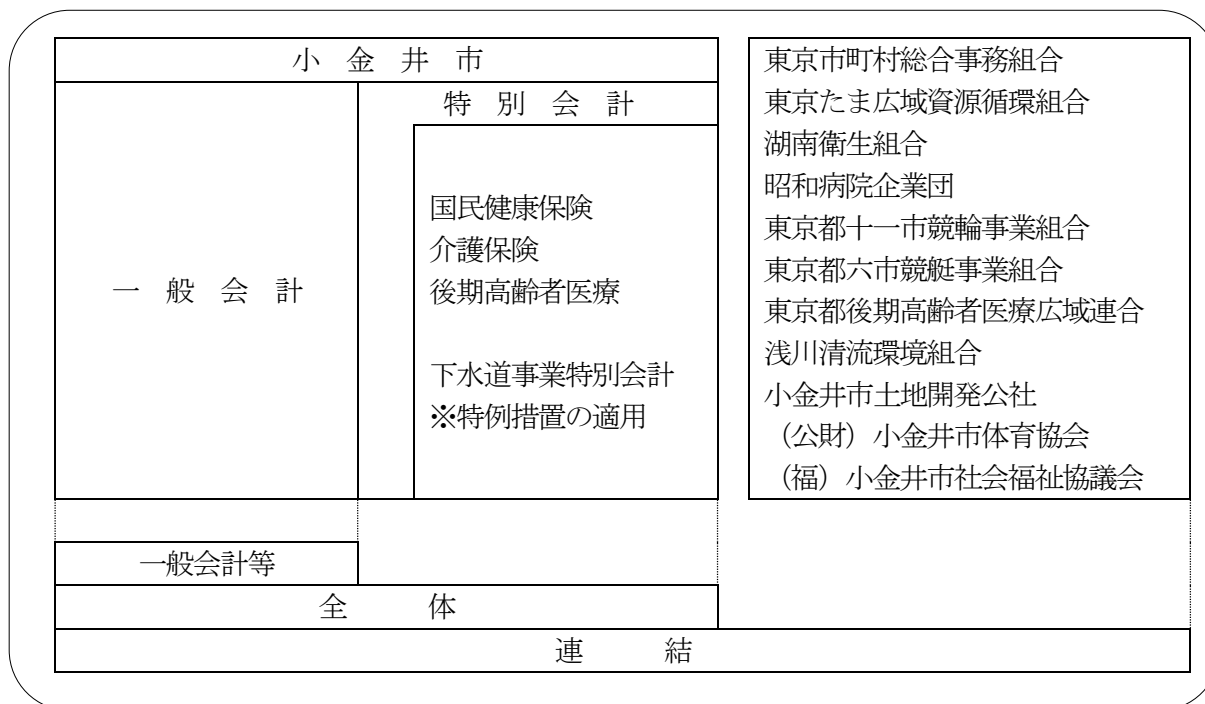 小金井市
特別会計
一般会計
国民健康保険
介護保険
後期高齢者医療
下水道事業特別会計
※特例措置の適用
東京市町村総合事務組合
東京たま広域資源循環組合
湖南衛生組合
昭和病院企業団
東京都十一市競輪事業組合
東京都六市競艇事業組合
東京都後期高齢者医療広域連合
浅川清流環境組合
小金井市土地開発公社
（公財）小金井市体育協会
（福）小金井市社会福祉協議会
一般会計等
全体
連結